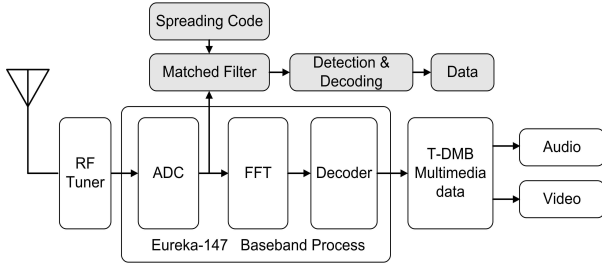 Spreading Code
Matched Filter
Detection &
Decoding
Data
RF
Tuner
ADC
FFT
Decoder
T-DMB
Multimedia
data
Audio
Video
Eureka-147 Baseband Process